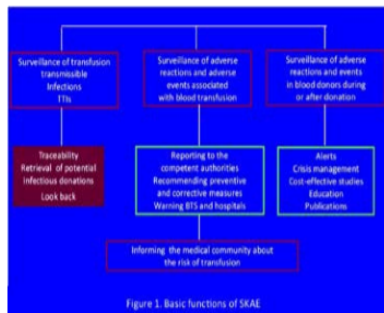 Surveillance of transfusion
transmissible
Infections
TTIs
Surveillance of adverse
reactions and adverse
events associated
with blood transfusion
Surveillance of adverse
reactions and events
in blood donors during
or after donation
Traceability
Retrieval of potential
Infectious donations
Look back
Reporting to the
competent authorities
Recommending preventive
and corrective measures
Warning BTS and hospitals
Alerts
Crisis management
Cost-effective studies
Education
Publications
Informing the medical community about
the risk of transfusion
Figure 1. Basic functions of SKAE